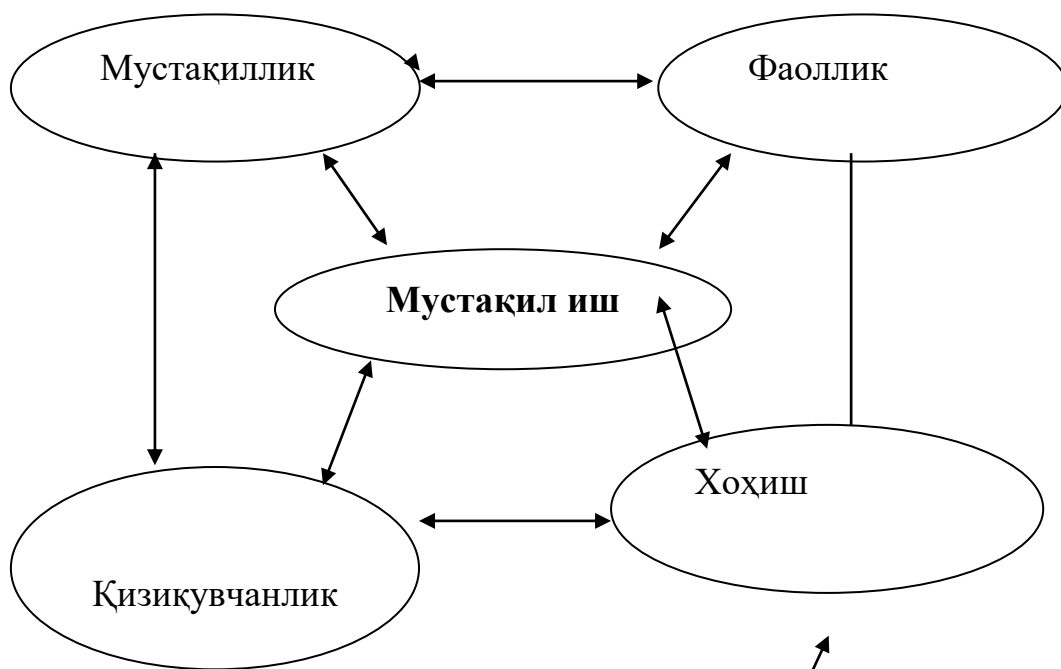 Мустақиллик
Фаоллик
Мустақил иш
Хоҳиш
Қизиқувчанлик